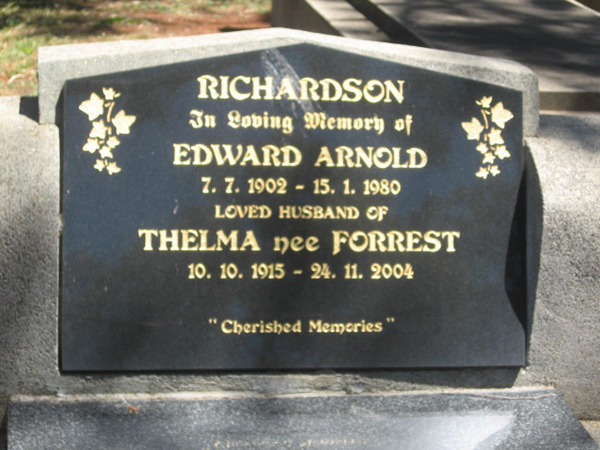 RICHARDSON
In Loving Memory of
EDWARD ARNOLD
7. 7. 1902 - 15. 1. 1980
LOVED HUSBAND OF
THELMA nee FORREST
10. 10. 1915 - 24. 11. 2004
"Cherished Memories"